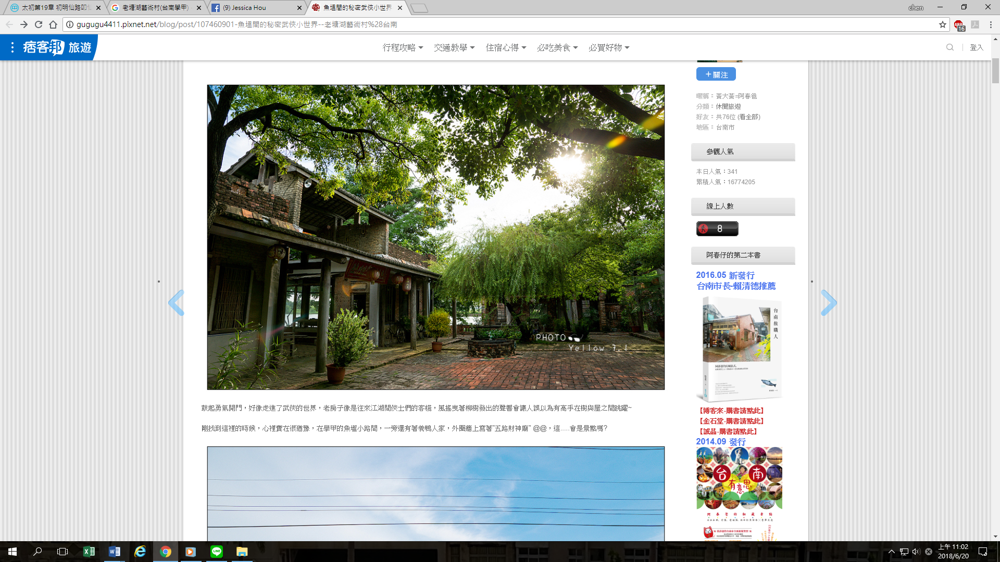 太初第19章 初明仙路叩仙
老塘湖藝術村(台南學甲) -
(9) Jessica Hou
魚塭間的秘密武俠小世界
chen
gugugu4411.pixnet.net/blog/post/107460901-魚塭間的秘密武俠小世界--老塘湖藝術村%28台南
16
痞客邦 旅遊
行程攻略 交通教學 住宿心得 必吃美食 必買好物
登入
+關注
暱稱：黃大黃=阿春爸
分類：休閒旅遊
好友：共76位 (看全部)
地區：台南市
參觀人氣
本日人氣：341
累積人氣：16774205
線上人數
8
阿春仔的第二本書
2016.05 新發行
台南市長-賴清德推薦
台南旅職人
【博客來-購書請點此】
【金石堂-購書請點此】
【誠品-購書請點此】
2014.09 發行
台南
有意思
阿春爸的秘藏景點
PHOTO
Yellow 7.1
鼓起勇氣開門，好像走進了武俠的世界，老房子像是往來江湖間俠士們的客棧，風搖曳著柳樹發出的聲響會讓人誤以為有高手在樹與屋之間跳躍~
剛找到這裡的時候，心裡實在很猶豫，在學甲的魚塭小路間，一旁還有著養鴨人家，外圍牆上寫著"五路財神廟" @@，這.....會是景點嗎?
上午 11:02
2018/6/20